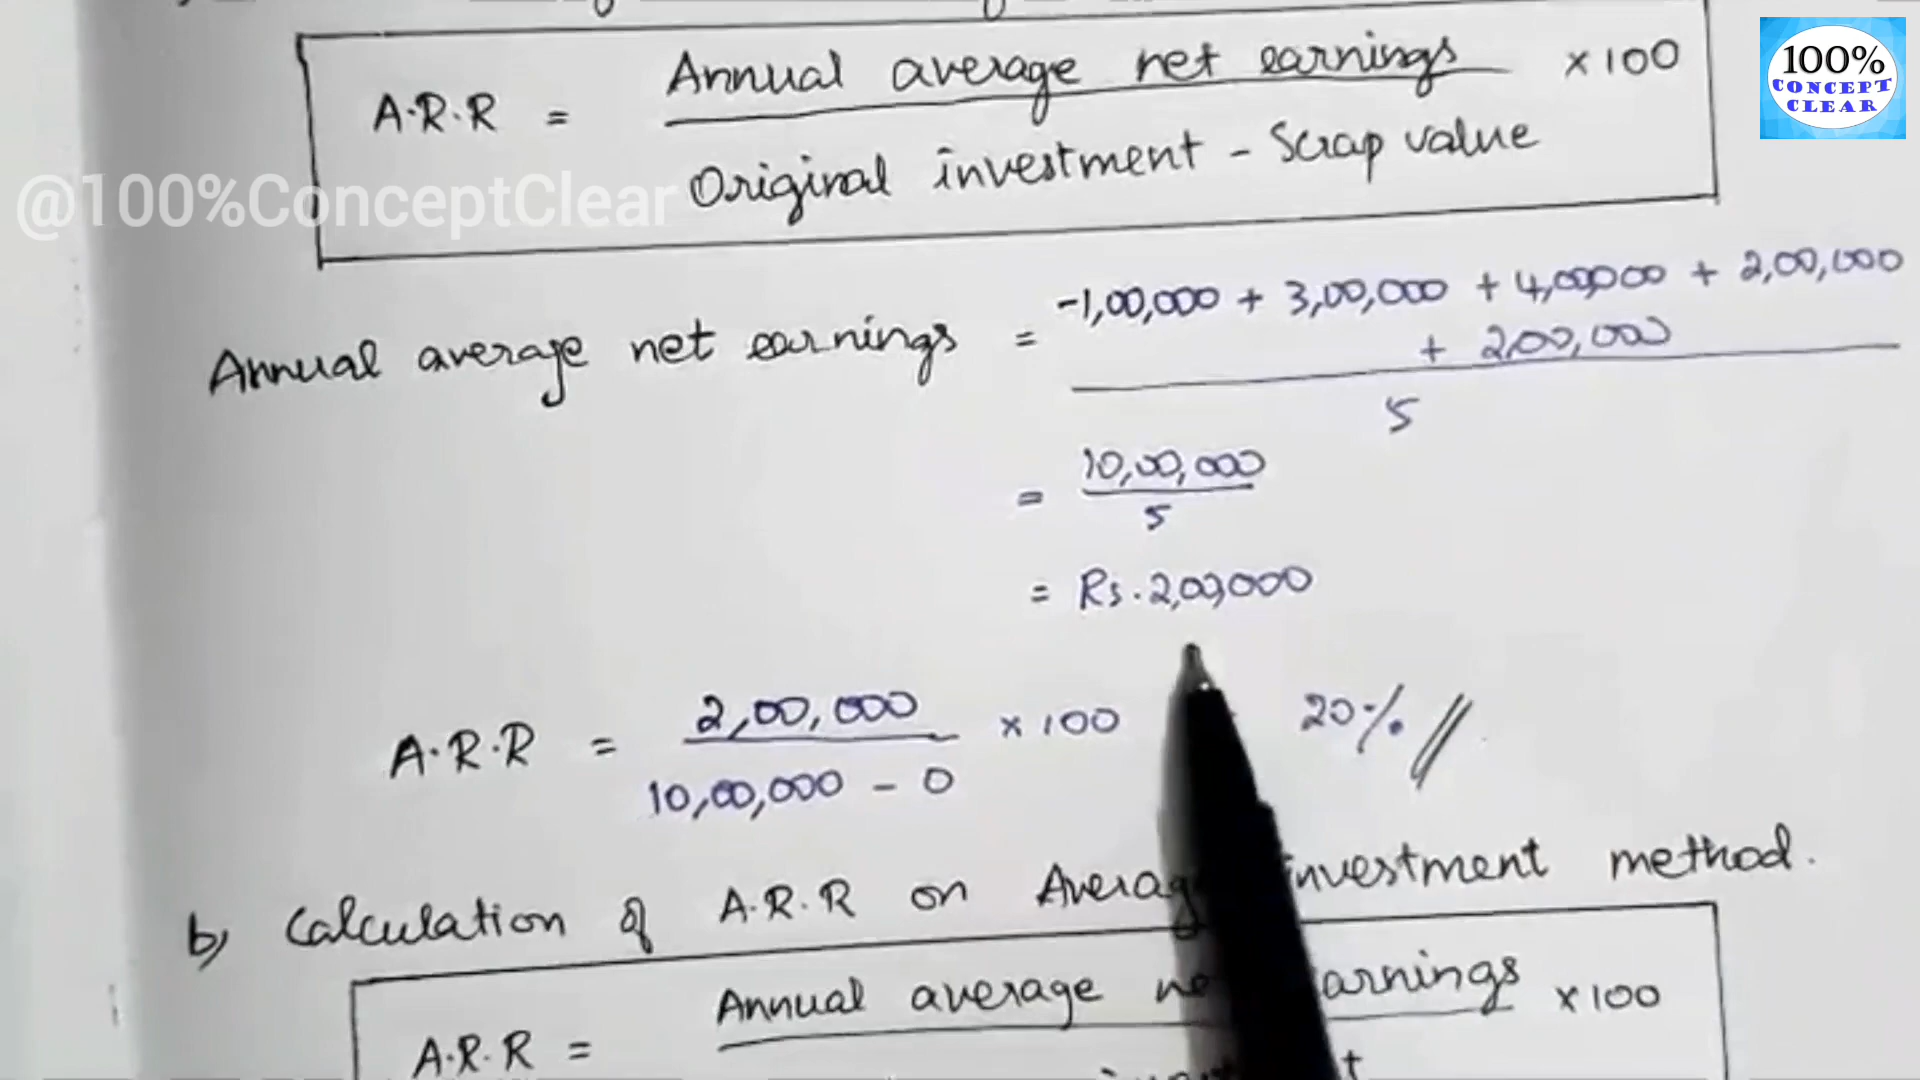 100%
CONCEPT
CLEAR
A.R.R = Annual average net earnings × 100
Original investment - Scrap value
@100%ConceptClear
Annual average net earnings = -1,00,000 + 3,00,000 + 4,00,000 + 2,00,000
+ 2,00,000
5
= 10,00,000
5
= Rs. 2,00,000
A.R.R = 2,00,000 × 100 20%
10,00,000 - 0
b, Calculation of A.R.R on Average investment method.
A.R.R = Annual average earnings × 100